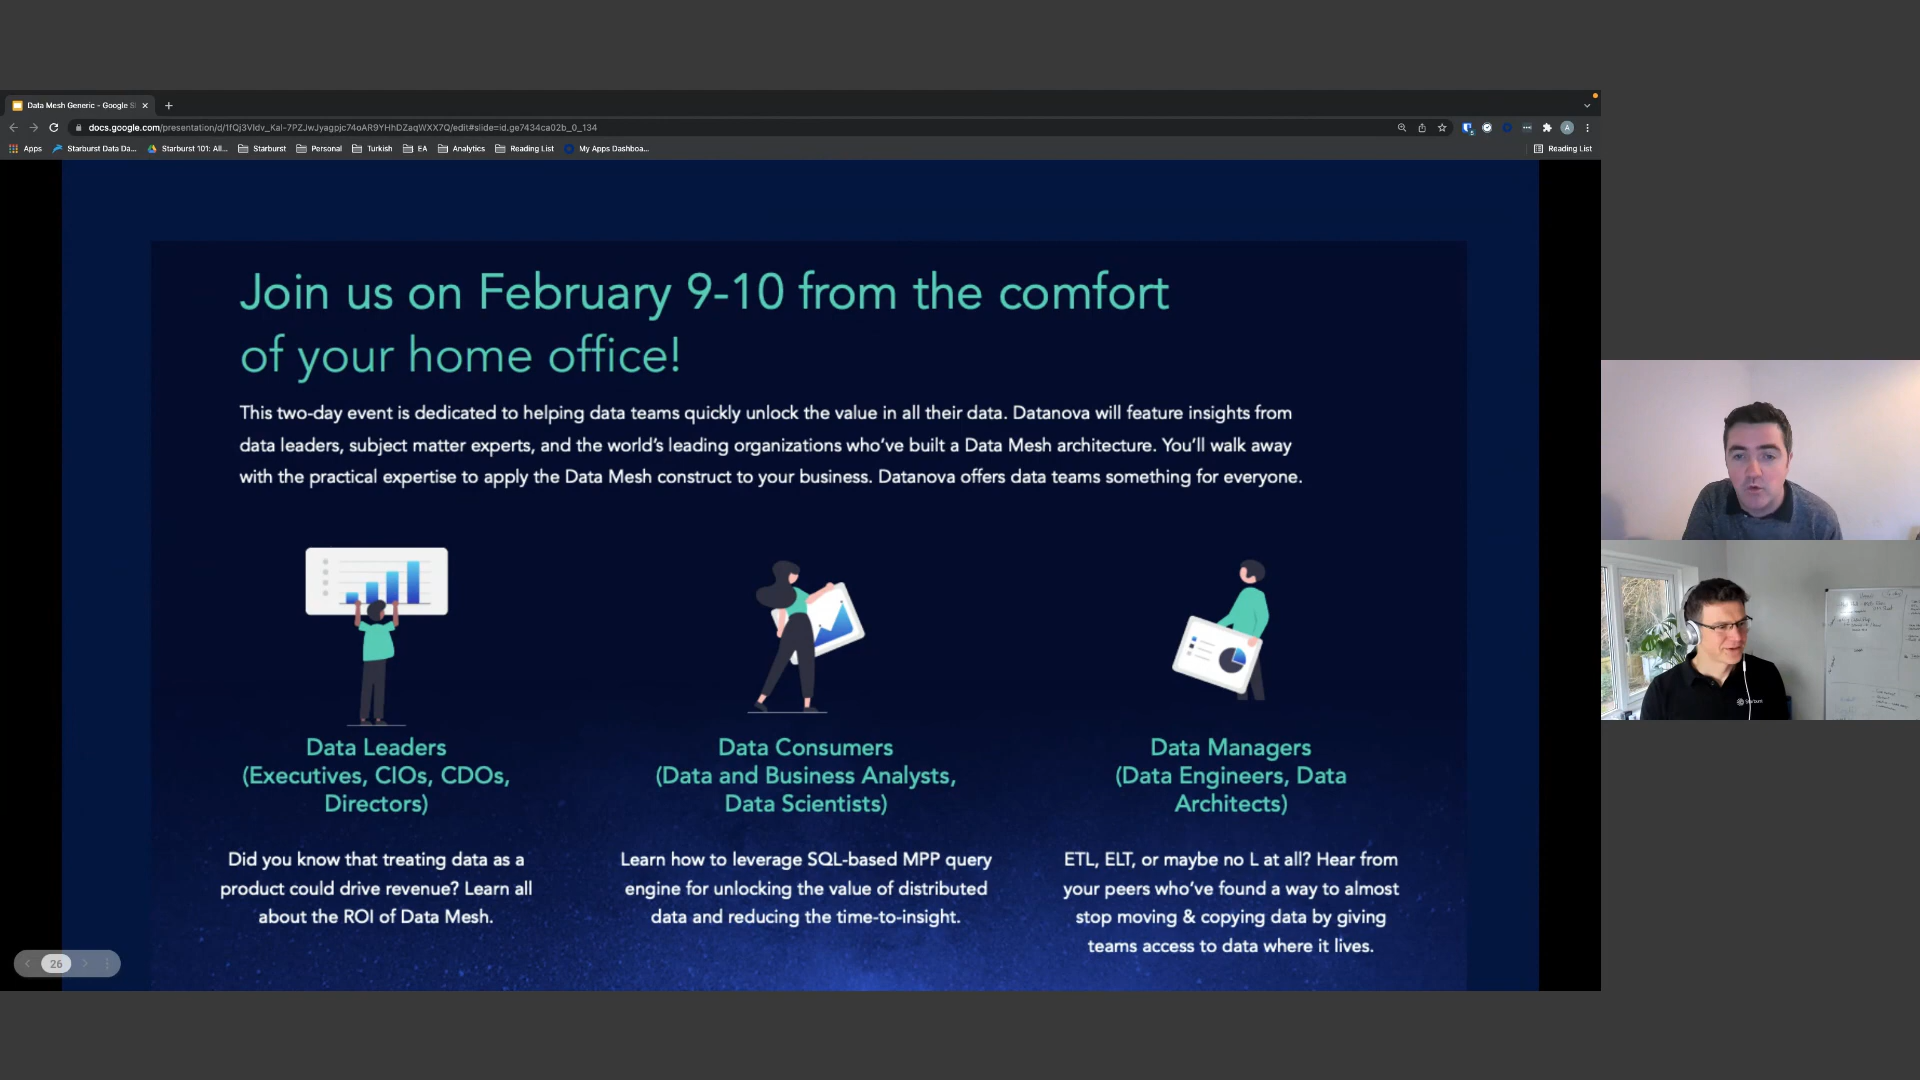 Data Mesh Generic - Google S
docs.google.com/presentation/d/1fQj3VIdv_KaI-7PZJwJyagpjc74oAR9YHhDZaqWXX7Q/edit#slide=id.ge7434ca02b_0_134
Apps Starburst Data Da... Starburst 101: All... Starburst Personal Turkish EA Analytics Reading List My Apps Dashboa... Reading List
Join us on February 9-10 from the comfort
of your home office!
This two-day event is dedicated to helping data teams quickly unlock the value in all their data. Datanova will feature insights from
data leaders, subject matter experts, and the world's leading organizations who've built a Data Mesh architecture. You'll walk away
with the practical expertise to apply the Data Mesh construct to your business. Datanova offers data teams something for everyone.
Data Leaders
(Executives, CIOs, CDOs,
Directors)
Did you know that treating data as a
product could drive revenue? Learn all
about the ROI of Data Mesh.
Data Consumers
(Data and Business Analysts,
Data Scientists)
Learn how to leverage SQL-based MPP query
engine for unlocking the value of distributed
data and reducing the time-to-insight.
Data Managers
(Data Engineers, Data
Architects)
ETL, ELT, or maybe no L at all? Hear from
your peers who've found a way to almost
stop moving & copying data by giving
teams access to data where it lives.
26
Starburst